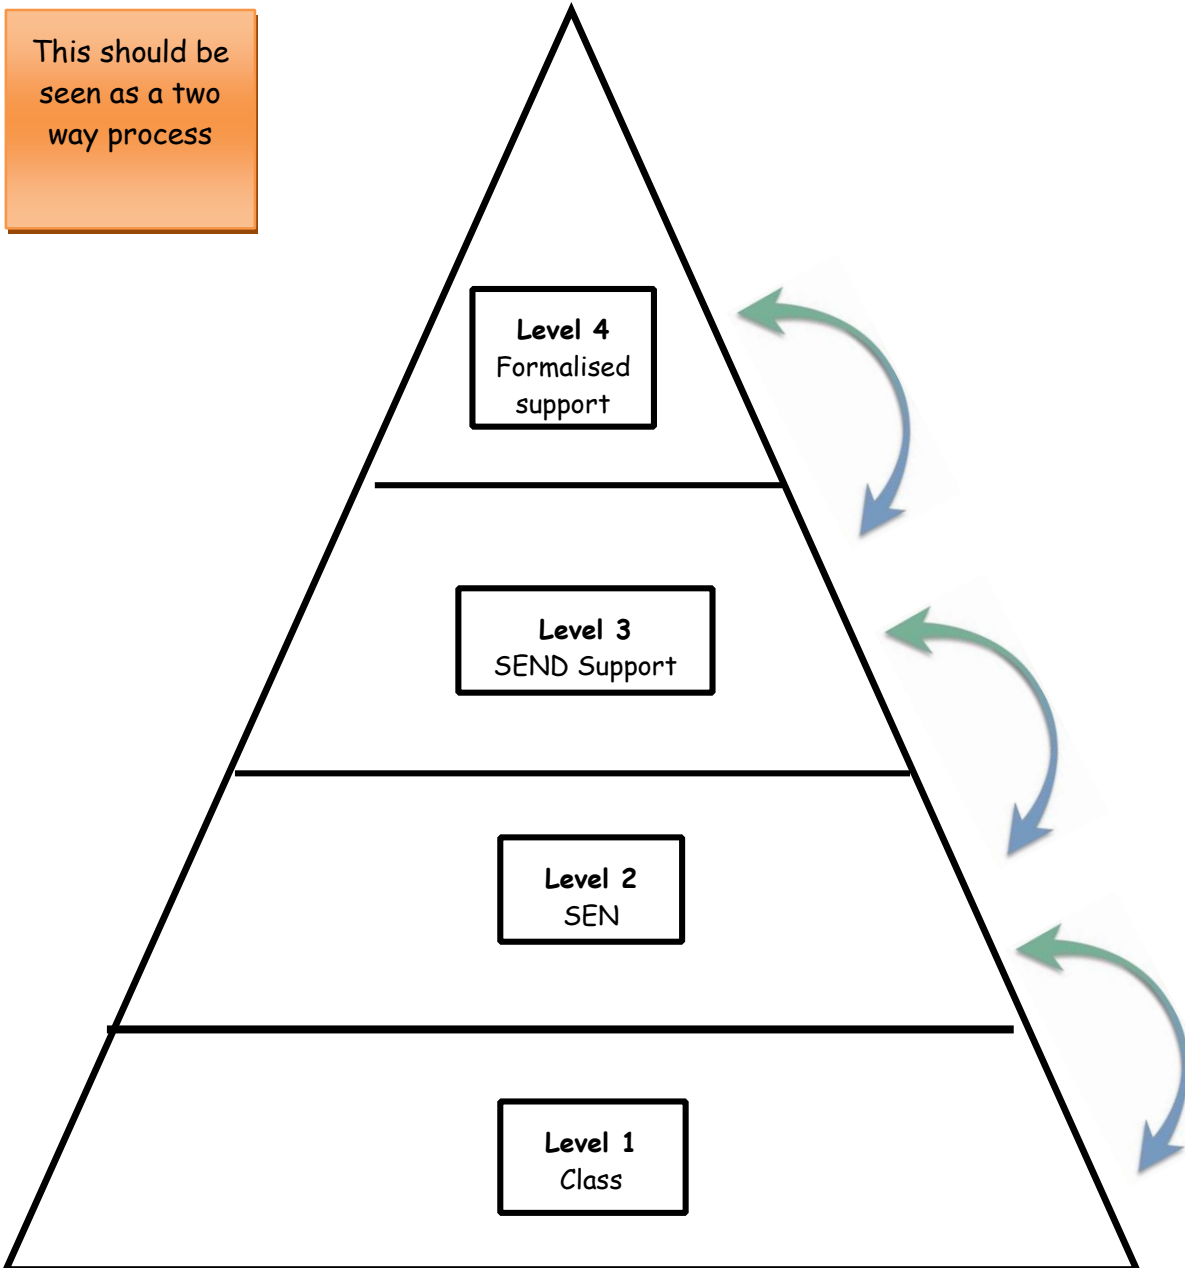 This should be
seen as a two
way process
Level 4
Formalised
support
Level 3
SEND Support
Level 2
SEN
Level 1
Class